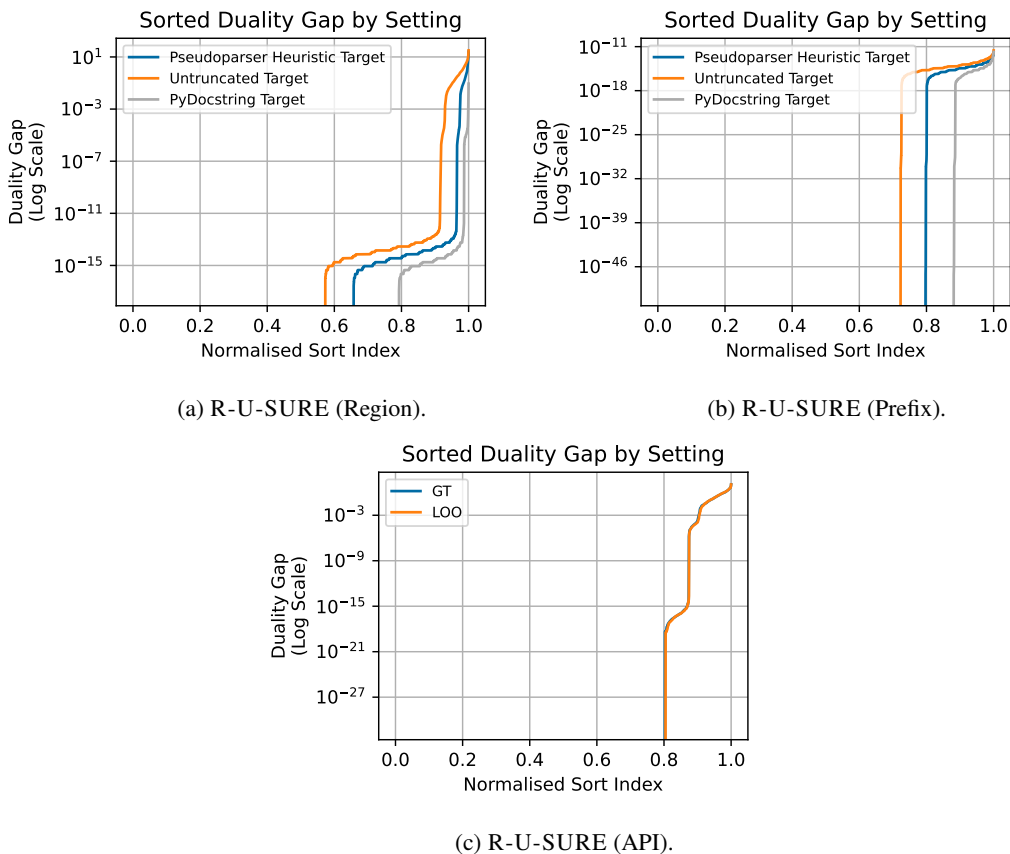 Sorted Duality Gap by Setting
Duality Gap
(Log Scale)
10^1
10^−3
10^−7
10^−11
10^−15
Pseudoparser Heuristic Target
Untruncated Target
PyDocstring Target
0.0 0.2 0.4 0.6 0.8 1.0
Normalised Sort Index
(a) R-U-SURE (Region).
Sorted Duality Gap by Setting
Duality Gap
(Log Scale)
10^−11
10^−18
10^−25
10^−32
10^−39
10^−46
Pseudoparser Heuristic Target
Untruncated Target
PyDocstring Target
0.0 0.2 0.4 0.6 0.8 1.0
Normalised Sort Index
(b) R-U-SURE (Prefix).
Sorted Duality Gap by Setting
Duality Gap
(Log Scale)
10^−3
10^−9
10^−15
10^−21
10^−27
GT
LOO
0.0 0.2 0.4 0.6 0.8 1.0
Normalised Sort Index
(c) R-U-SURE (API).